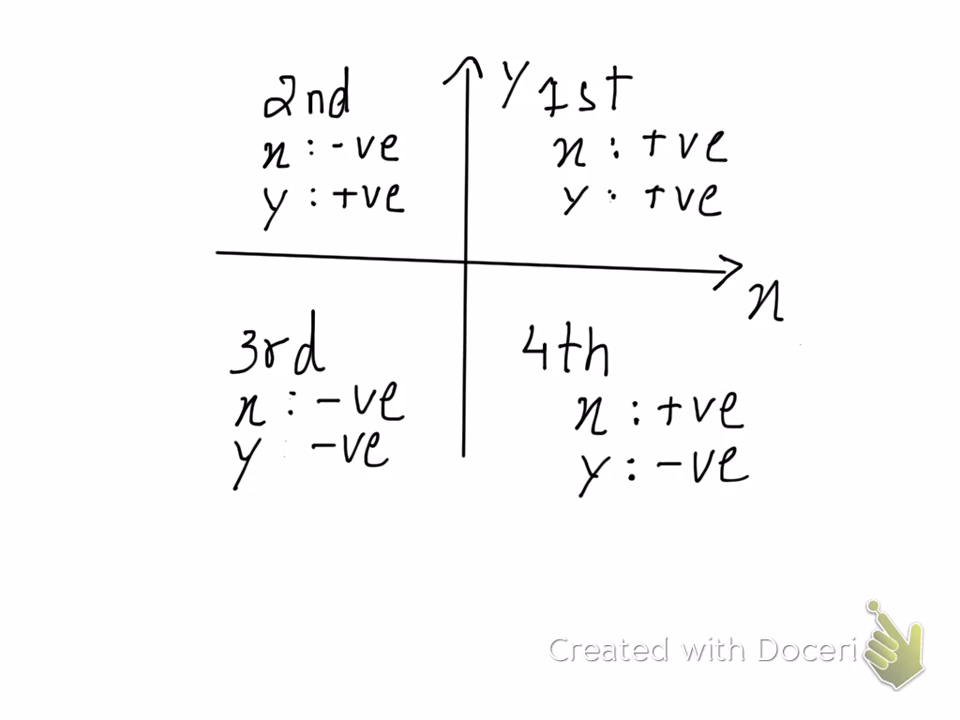 2nd
x : -ve
y : +ve
y
1st
x : +ve
y : +ve
x
3rd
x : -ve
y : -ve
4th
x : +ve
y : -ve
Created with Doceri